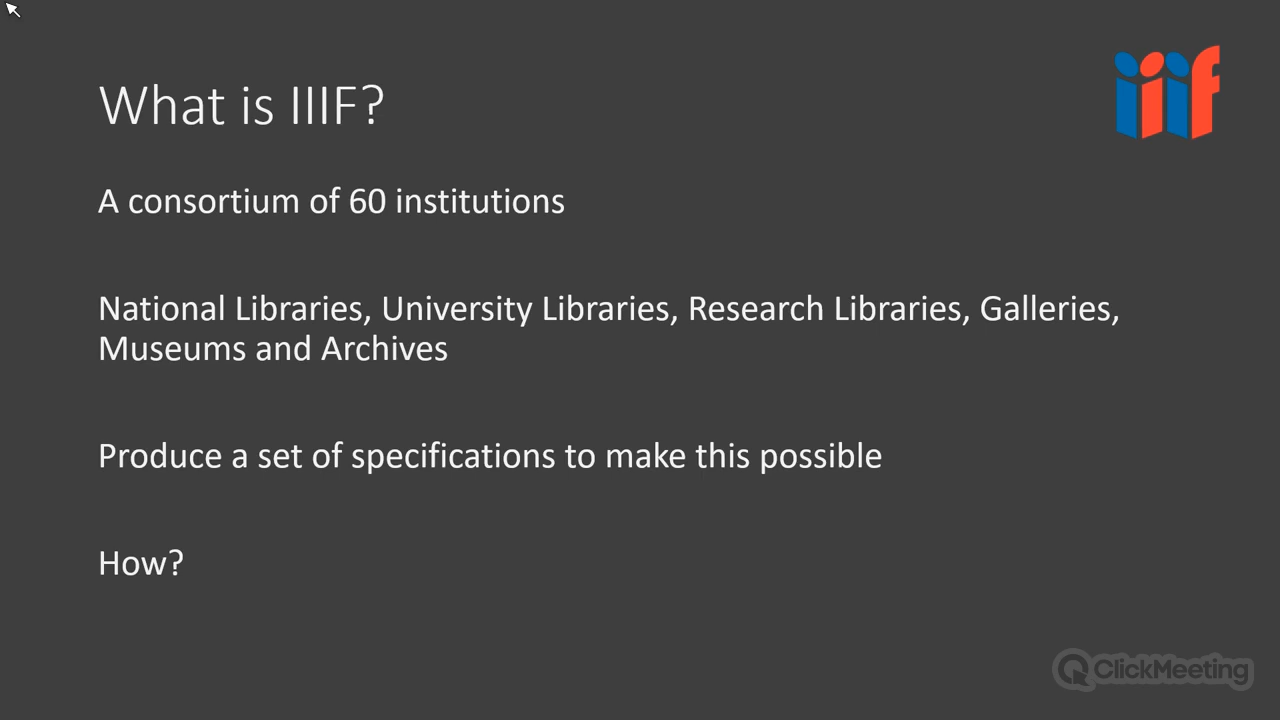 What is IIIF?
iiif
A consortium of 60 institutions
National Libraries, University Libraries, Research Libraries, Galleries,
Museums and Archives
Produce a set of specifications to make this possible
How?
ClickMeeting